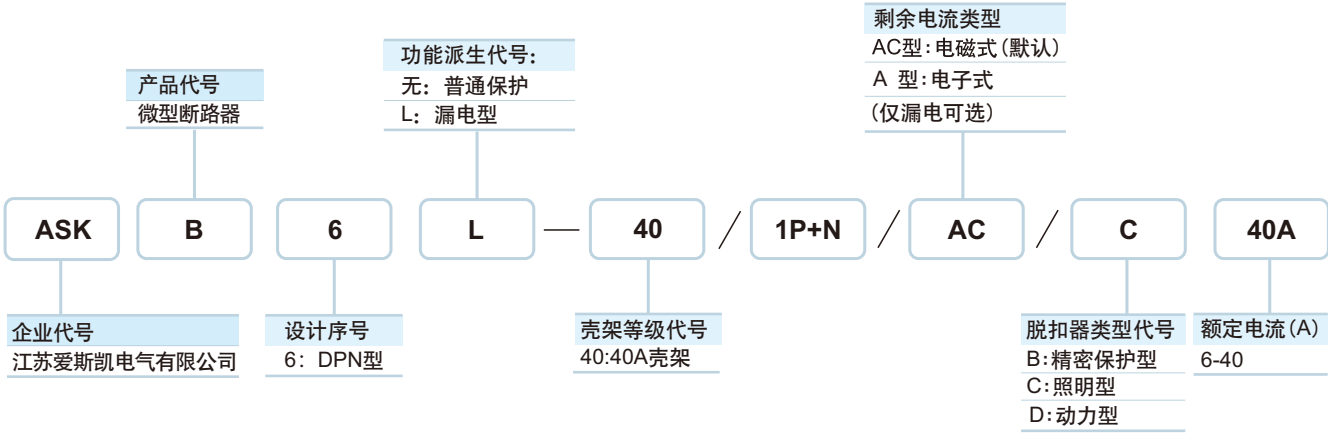 剩余电流类型
AC型:电磁式(默认)
A 型:电子式
(仅漏电可选)
功能派生代号:
无: 普通保护
L: 漏电型
产品代号
微型断路器
ASK B 6 L — 40 / 1P+N / AC / C 40A
企业代号
江苏爱斯凯电气有限公司
设计序号
6: DPN型
壳架等级代号
40:40A壳架
脱扣器类型代号
B:精密保护型
C:照明型
D:动力型
额定电流(A)
6-40